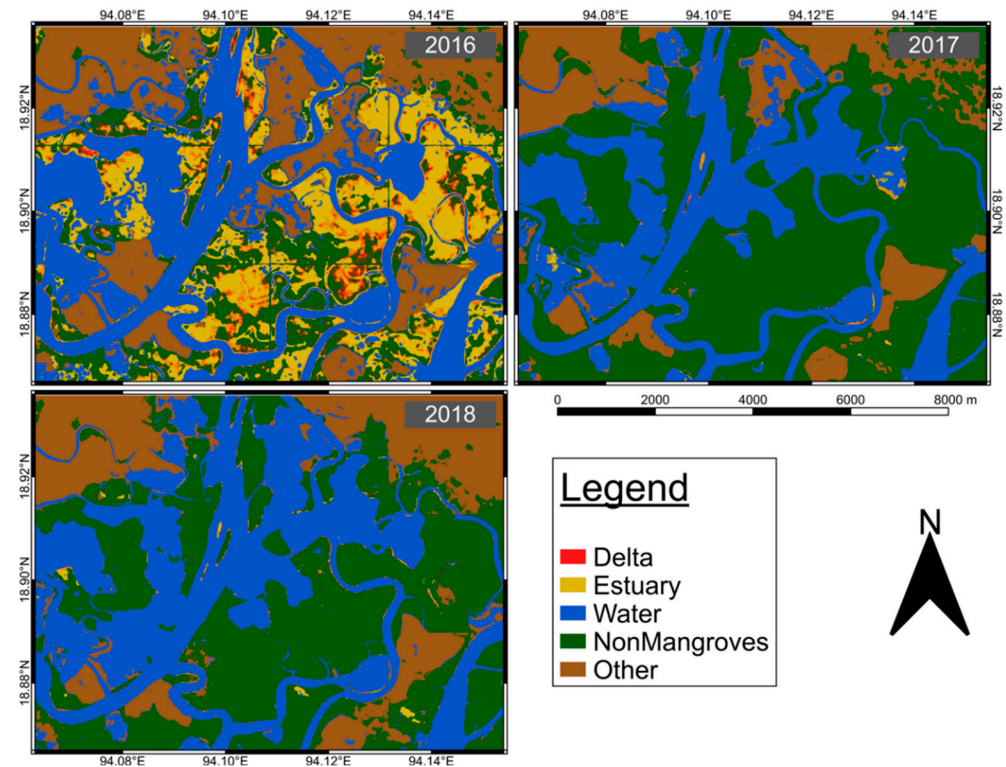 94.08°E 94.10°E 94.12°E 94.14°E
94.08°E 94.10°E 94.12°E 94.14°E
2016
2017
18.92°N
18.90°N
18.88°N
18.92°N
18.90°N
18.88°N
2018
18.92°N
18.90°N
18.88°N
94.08°E 94.10°E 94.12°E 94.14°E
0 2000 4000 6000 8000 m
Legend
Delta
Estuary
Water
NonMangroves
Other
N